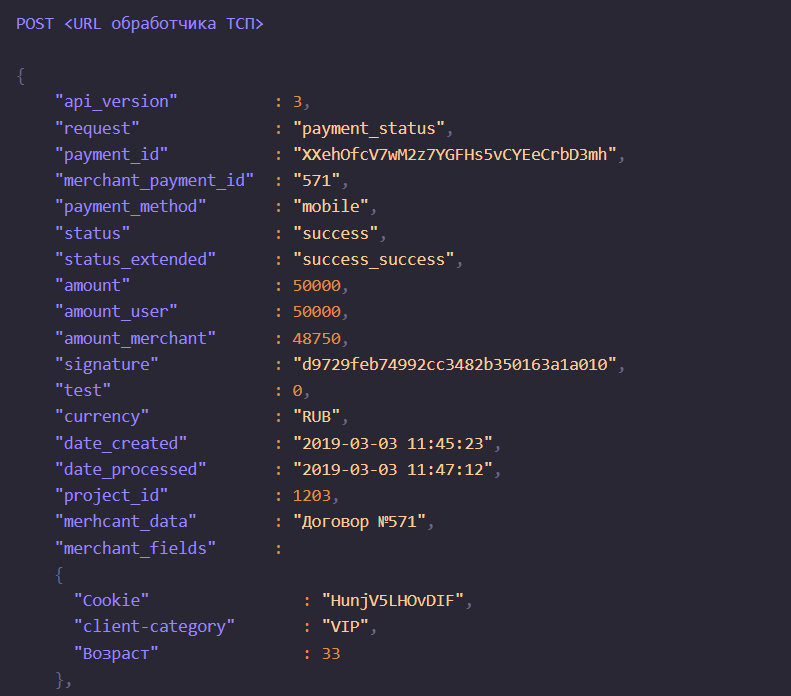 POST <URL обработчика ТСП>
{
"api_version" : 3,
"request" : "payment_status",
"payment_id" : "XXehOfcV7wM2z7YGFHs5vCYEeCrbD3mh",
"merchant_payment_id" : "571",
"payment_method" : "mobile",
"status" : "success",
"status_extended" : "success_success",
"amount" : 50000,
"amount_user" : 50000,
"amount_merchant" : 48750,
"signature" : "d9729feb74992cc3482b350163a1a010",
"test" : 0,
"currency" : "RUB",
"date_created" : "2019-03-03 11:45:23",
"date_processed" : "2019-03-03 11:47:12",
"project_id" : 1203,
"merhcant_data" : "Договор №571",
"merchant_fields" :
{
"Cookie" : "HunjV5LHOvDIF",
"client-category" : "VIP",
"Возраст" : 33
},